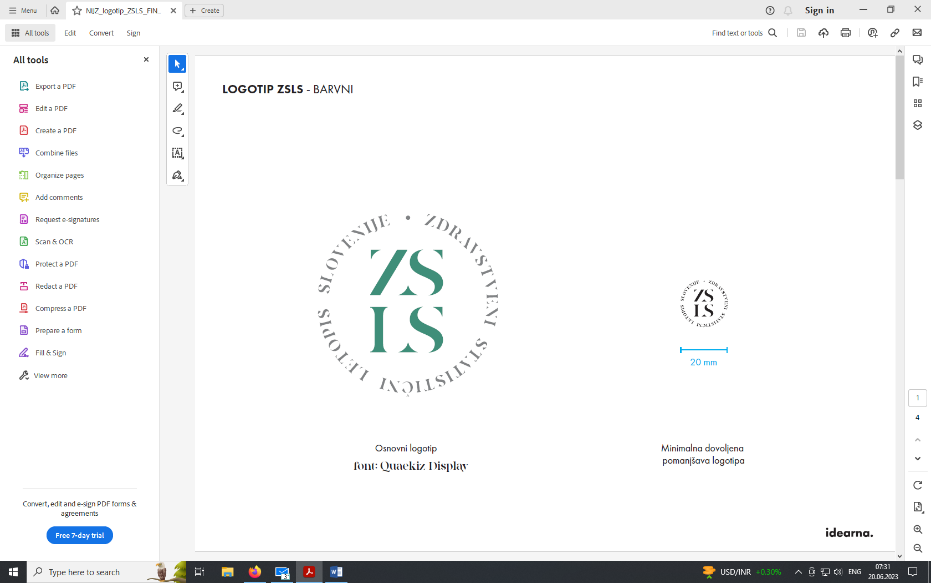 Menu
NIJZ_logotip_ZSLS_FIN...
Create
Sign in
All tools
Edit
Convert
Sign
Find text or tools
All tools
Export a PDF
Edit a PDF
Create a PDF
Combine files
Organize pages
Add comments
Request e-signatures
Scan & OCR
Protect a PDF
Redact a PDF
Compress a PDF
Prepare a form
Fill & Sign
View more
Convert, edit and e-sign PDF forms &
agreements
Free 7-day trial
LOGOTIP ZSLS - BARVNI
ZDRAVSTVENI STATISTIČNI LETOPIS SLOVENIJE
ZS
LS
Osnovni logotip
font: Quackiz Display
ZDRAVSTVENI STATISTIČNI LETOPIS SLOVENIJE
ZS
LS
20 mm
Minimalna dovoljena
pomanjšava logotipa
idearna.
1
4
Type here to search
USD/INR +0.30%
ENG
07:31
20.06.2023